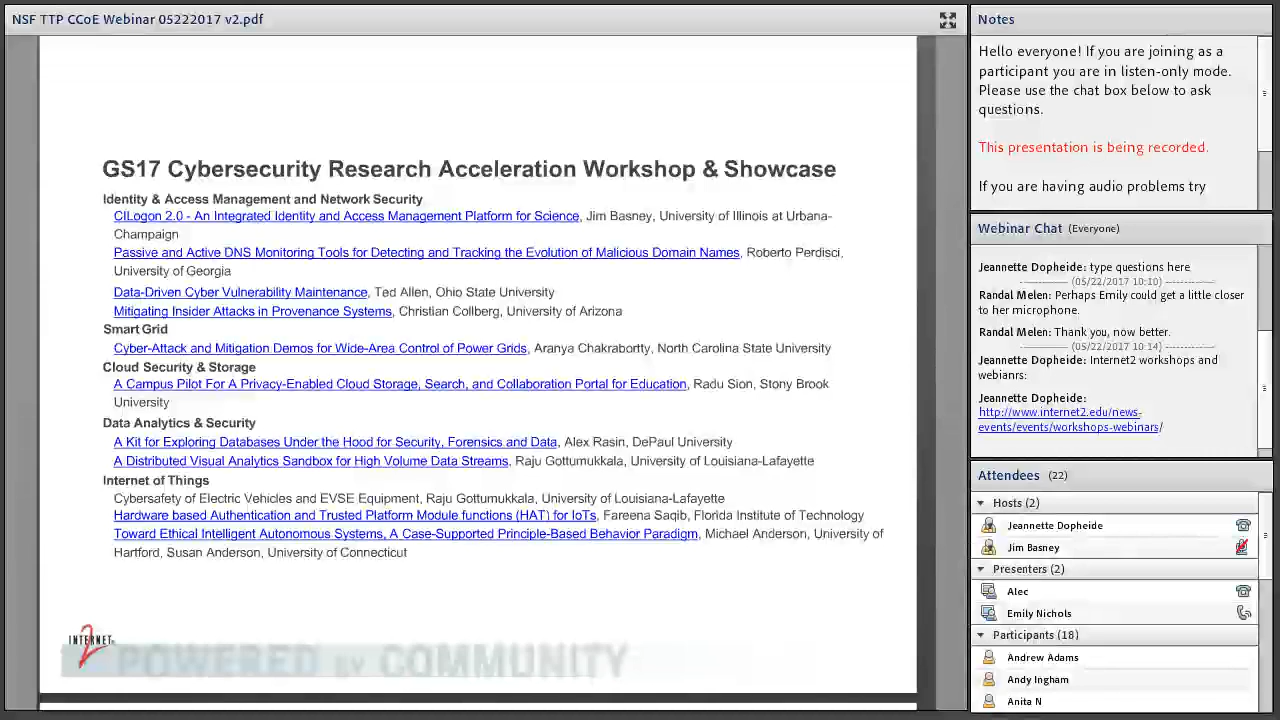 NSF TTP CCoE Webinar 05222017 v2.pdf
GS17 Cybersecurity Research Acceleration Workshop & Showcase
Identity & Access Management and Network Security
CILogon 2.0 - An Integrated Identity and Access Management Platform for Science, Jim Basney, University of Illinois at Urbana-
Champaign
Passive and Active DNS Monitoring Tools for Detecting and Tracking the Evolution of Malicious Domain Names, Roberto Perdisci,
University of Georgia
Data-Driven Cyber Vulnerability Maintenance, Ted Allen, Ohio State University
Mitigating Insider Attacks in Provenance Systems, Christian Collberg, University of Arizona
Smart Grid
Cyber-Attack and Mitigation Demos for Wide-Area Control of Power Grids, Aranya Chakrabortty, North Carolina State University
Cloud Security & Storage
A Campus Pilot For A Privacy-Enabled Cloud Storage, Search, and Collaboration Portal for Education, Radu Sion, Stony Brook
University
Data Analytics & Security
A Kit for Exploring Databases Under the Hood for Security, Forensics and Data, Alex Rasin, DePaul University
A Distributed Visual Analytics Sandbox for High Volume Data Streams, Raju Gottumukkala, University of Louisiana-Lafayette
Internet of Things
Cybersafety of Electric Vehicles and EVSE Equipment, Raju Gottumukkala, University of Louisiana-Lafayette
Hardware based Authentication and Trusted Platform Module functions (HAT) for IoTs, Fareena Saqib, Florida Institute of Technology
Toward Ethical Intelligent Autonomous Systems, A Case-Supported Principle-Based Behavior Paradigm, Michael Anderson, University of
Hartford, Susan Anderson, University of Connecticut
INTERNET
2
COMMUNITY
Notes
Hello everyone! If you are joining as a
participant you are in listen-only mode.
Please use the chat box below to ask
questions.
This presentation is being recorded.
If you are having audio problems try
Webinar Chat (Everyone)
Jeannette Dopheide: type questions here
-------------- (05/22/2017 10:10) --------------
Randal Melen: Perhaps Emily could get a little closer
to her microphone.
Randal Melen: Thank you, now better.
-------------- (05/22/2017 10:14) --------------
Jeannette Dopheide: Internet2 workshops and
webianrs:
Jeannette Dopheide:
http://www.internet2.edu/news-
events/events/workshops-webinars/
Attendees (22)
Hosts (2)
Jeannette Dopheide
Jim Basney
Presenters (2)
Alec
Emily Nichols
Participants (18)
Andrew Adams
Andy Ingham
Anita N